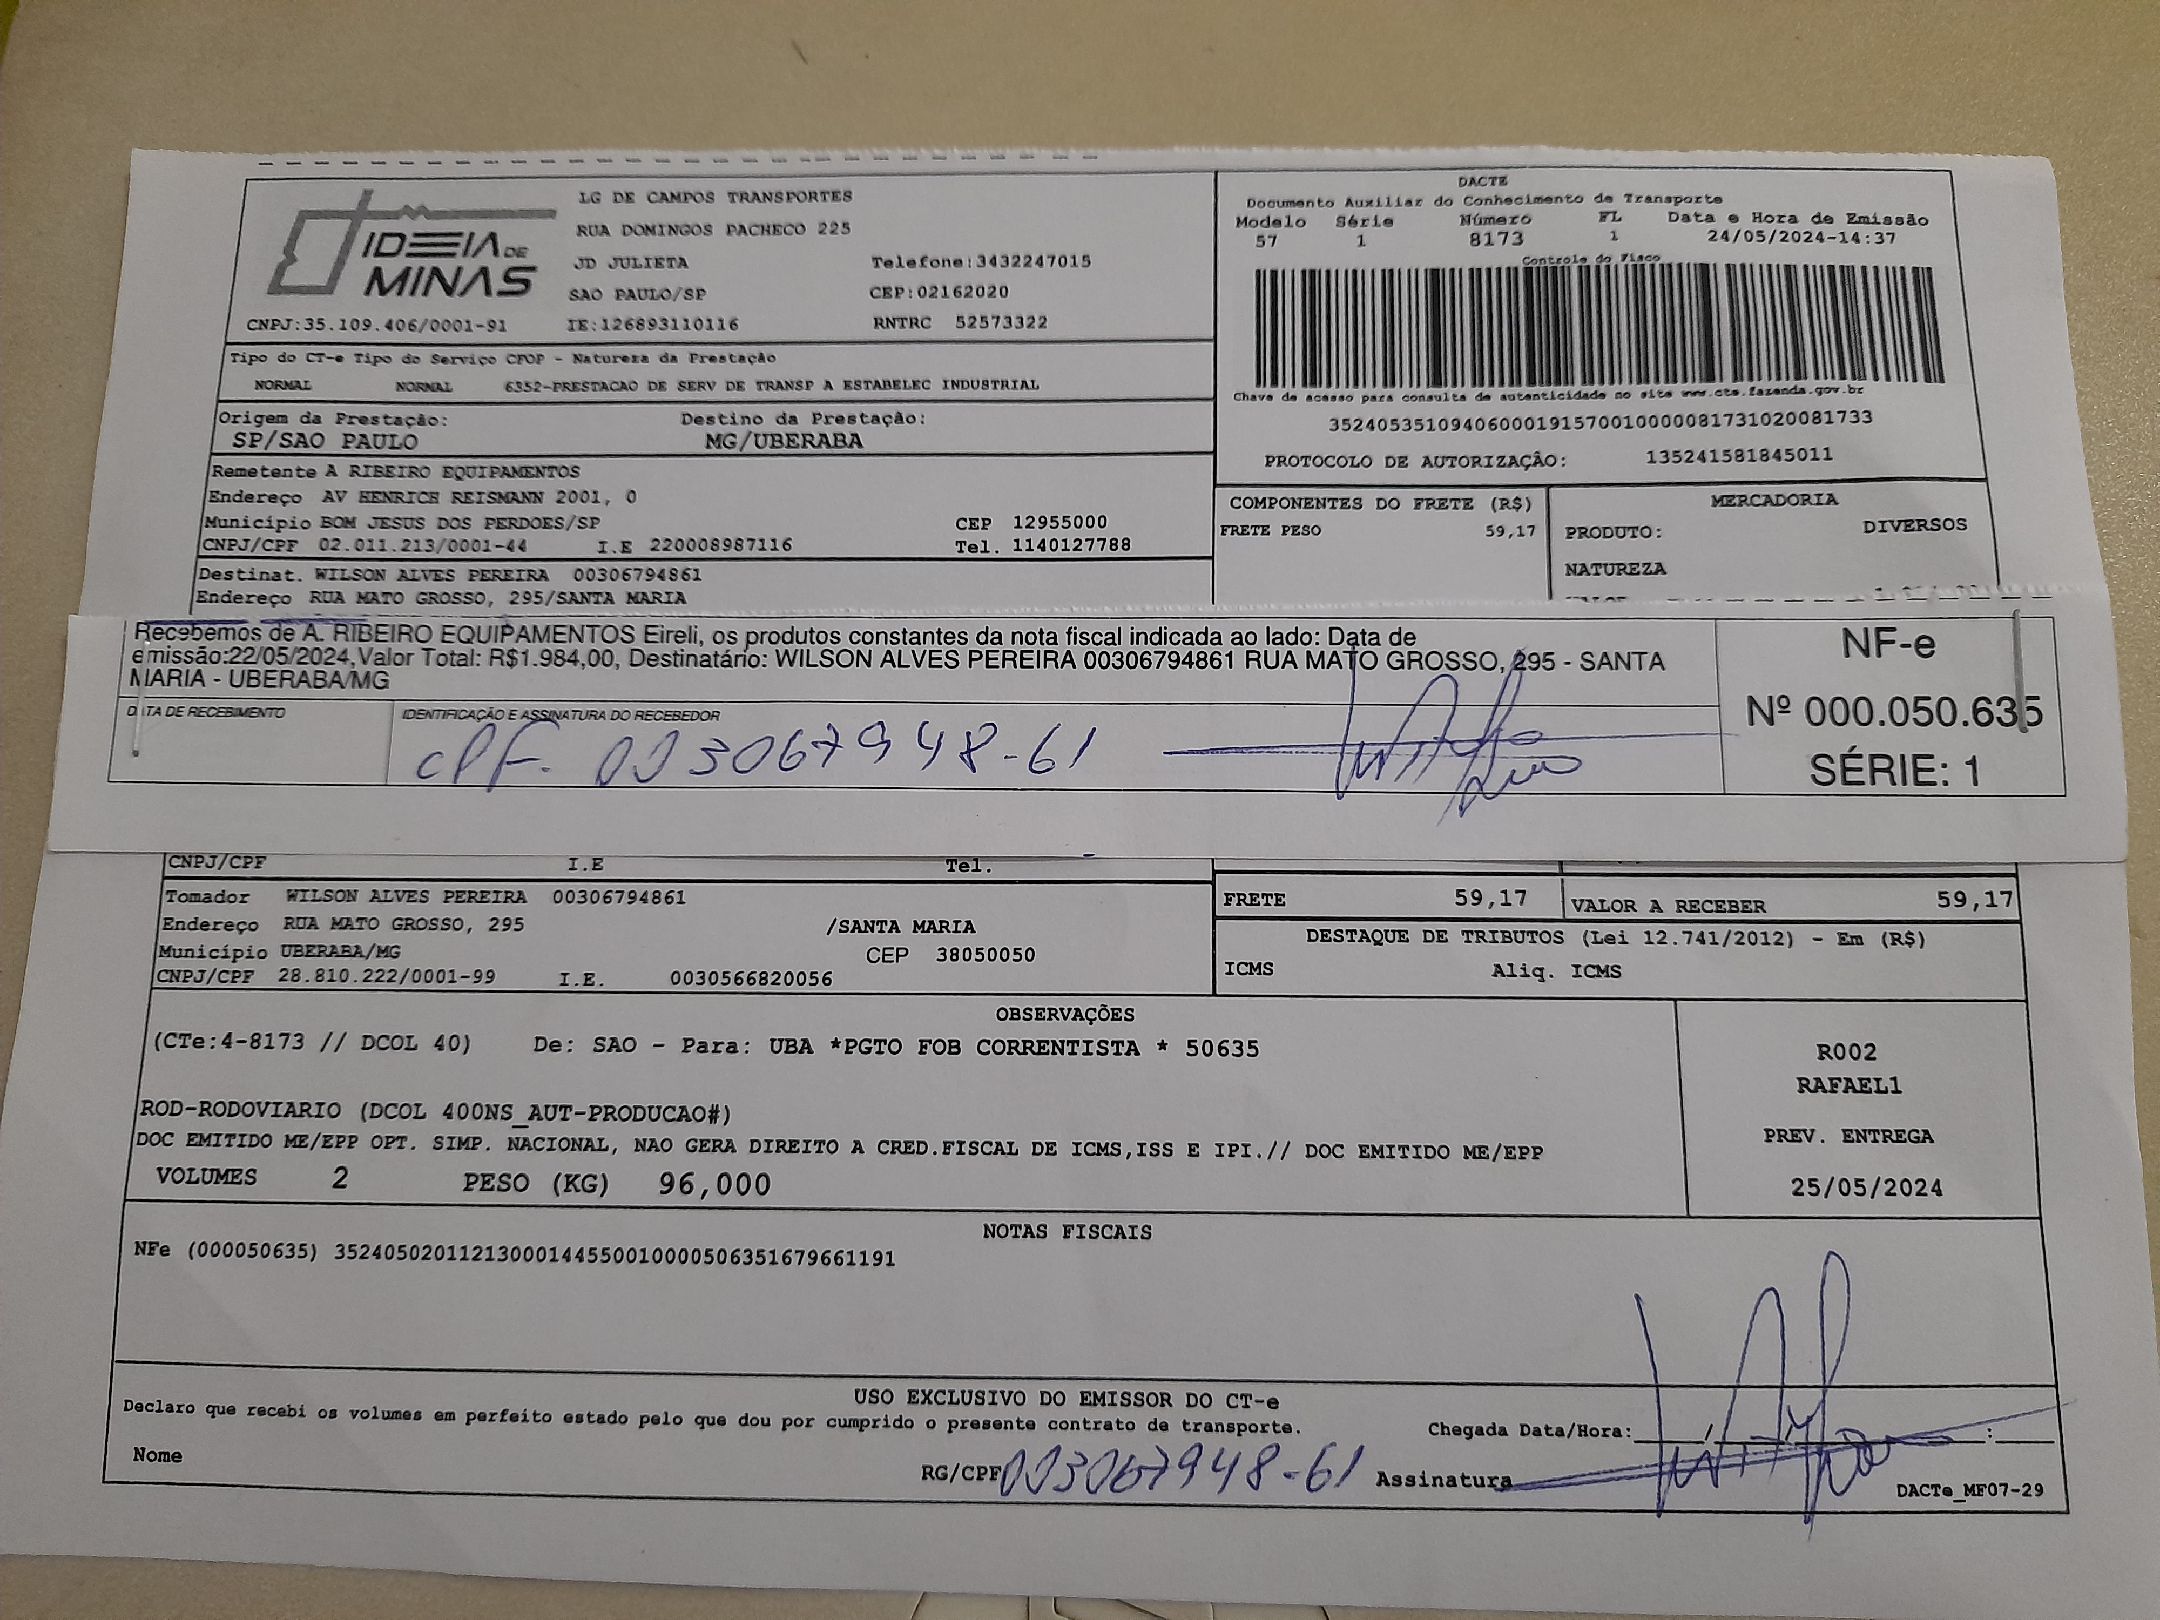 IDEIA DE MINAS
LG DE CAMPOS TRANSPORTES
RUA DOMINGOS PACHECO 225
JD JULIETA Telefone:3432247015
SAO PAULO/SP CEP:02162020
CNPJ:35.109.406/0001-91 IE:126893110116 RNTRC 52573322
DACTE
Documento Auxiliar do Conhecimento de Transporte
Modelo Série Número FL Data e Hora de Emissão
57 1 8173 1 24/05/2024-14:37
Controle do Fisco
Chave de acesso para consulta de autenticidade no site www.cte.fazenda.gov.br
35240535109406000191570010000081731020081733
PROTOCOLO DE AUTORIZAÇÃO: 135241581845011
Tipo do CT-e Tipo do Serviço CFOP - Natureza da Prestação
NORMAL NORMAL 6352-PRESTACAO DE SERV DE TRANSP A ESTABELEC INDUSTRIAL
Origem da Prestação: Destino da Prestação:
SP/SAO PAULO MG/UBERABA
Remetente A RIBEIRO EQUIPAMENTOS
Endereço AV HENRICH REISMANN 2001, 0
Município BOM JESUS DOS PERDOES/SP CEP 12955000
CNPJ/CPF 02.011.213/0001-44 I.E 220008987116 Tel. 1140127788
COMPONENTES DO FRETE (R$) MERCADORIA
FRETE PESO 59,17 PRODUTO: DIVERSOS
NATUREZA
Destinat. WILSON ALVES PEREIRA 00306794861
Endereço RUA MATO GROSSO, 295/SANTA MARIA
Recebemos de A. RIBEIRO EQUIPAMENTOS Eireli, os produtos constantes da nota fiscal indicada ao lado: Data de
emissão:22/05/2024,Valor Total: R$1.984,00, Destinatário: WILSON ALVES PEREIRA 00306794861 RUA MATO GROSSO, 295 - SANTA
MARIA - UBERABA/MG
DATA DE RECEBIMENTO IDENTIFICAÇÃO E ASSINATURA DO RECEBEDOR
CPF. 003067948-61
NF-e
Nº 000.050.635
SÉRIE: 1
CNPJ/CPF I.E Tel.
Tomador WILSON ALVES PEREIRA 00306794861
Endereço RUA MATO GROSSO, 295 /SANTA MARIA
Município UBERABA/MG CEP 38050050
CNPJ/CPF 28.810.222/0001-99 I.E. 0030566820056
FRETE 59,17 VALOR A RECEBER 59,17
DESTAQUE DE TRIBUTOS (Lei 12.741/2012) - Em (R$)
ICMS Aliq. ICMS
OBSERVAÇÕES
(CTe:4-8173 // DCOL 40) De: SAO - Para: UBA *PGTO FOB CORRENTISTA * 50635
ROD-RODOVIARIO (DCOL 400NS_AUT-PRODUCAO#)
DOC EMITIDO ME/EPP OPT. SIMP. NACIONAL, NAO GERA DIREITO A CRED.FISCAL DE ICMS,ISS E IPI.// DOC EMITIDO ME/EPP
VOLUMES 2 PESO (KG) 96,000
R002
RAFAEL1
PREV. ENTREGA
25/05/2024
NOTAS FISCAIS
NFe (000050635) 35240502011213000144550010000506351679661191
USO EXCLUSIVO DO EMISSOR DO CT-e
Declaro que recebi os volumes em perfeito estado pelo que dou por cumprido o presente contrato de transporte. Chegada Data/Hora:
Nome RG/CPF 003067948-61 Assinatura
DACTe_MF07-29